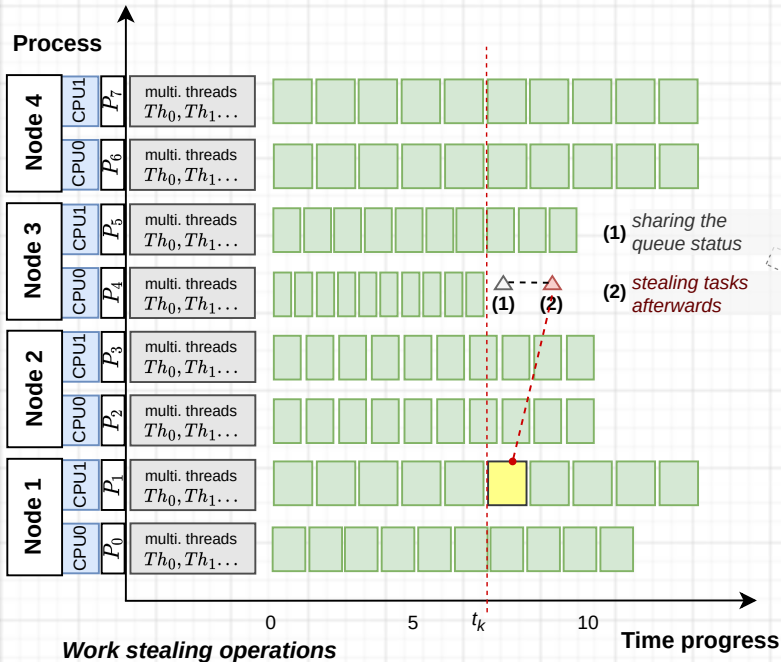 Process
Node 4
CPU1
P7
multi. threads
Th0, Th1...
CPU0
P6
multi. threads
Th0, Th1...
Node 3
CPU1
P5
multi. threads
Th0, Th1...
(1) sharing the
queue status
CPU0
P4
multi. threads
Th0, Th1...
(1)
(2)
(2) stealing tasks
afterwards
Node 2
CPU1
P3
multi. threads
Th0, Th1...
CPU0
P2
multi. threads
Th0, Th1...
Node 1
CPU1
P1
multi. threads
Th0, Th1...
CPU0
P0
multi. threads
Th0, Th1...
0 5 tk 10
Time progress
Work stealing operations